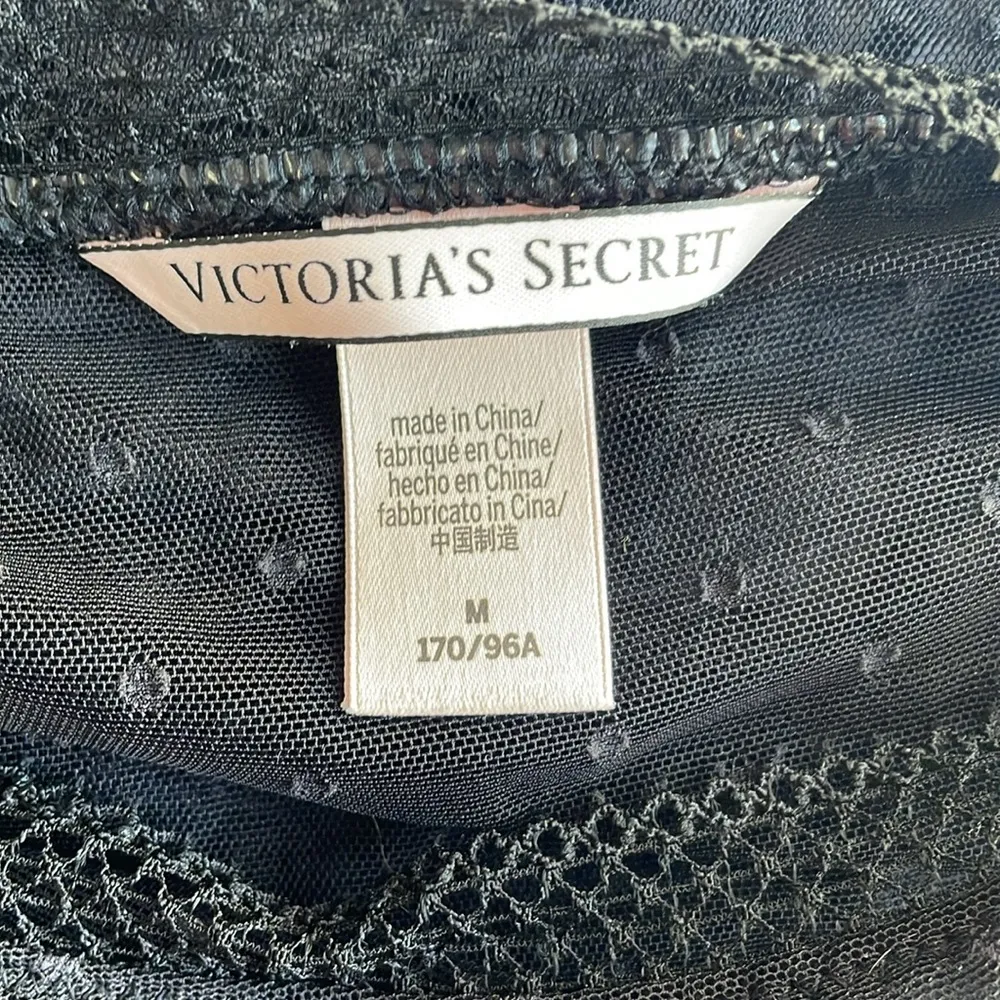 VICTORIA'S SECRET
made in China/
fabriqué en Chine/
hecho en China/
fabbricato in Cina/
中国制造
M
170/96A